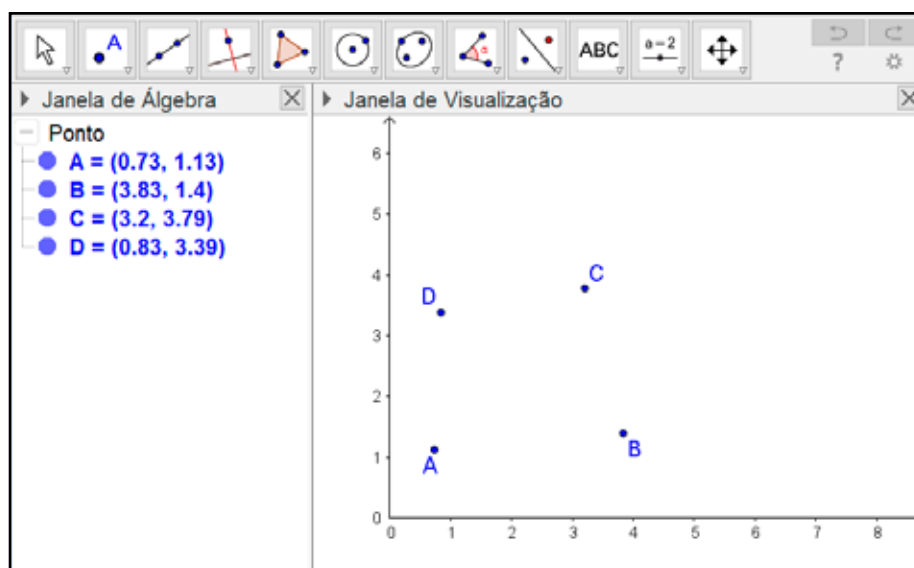 A
α
ABC
a=2
?
Janela de Álgebra
Janela de Visualização
Ponto
A = (0.73, 1.13)
B = (3.83, 1.4)
C = (3.2, 3.79)
D = (0.83, 3.39)
6
5
4
3
2
1
0
0 1 2 3 4 5 6 7 8
D
C
A
B